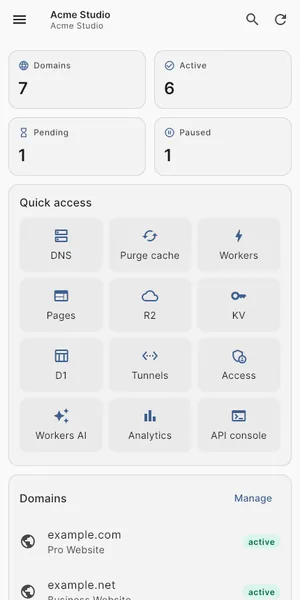 Acme Studio
Acme Studio
Domains
7
Active
6
Pending
1
Paused
1
Quick access
DNS
Purge cache
Workers
Pages
R2
KV
D1
Tunnels
Access
Workers AI
Analytics
API console
Domains
Manage
example.com
Pro Website
active
example.net
Business Website
active